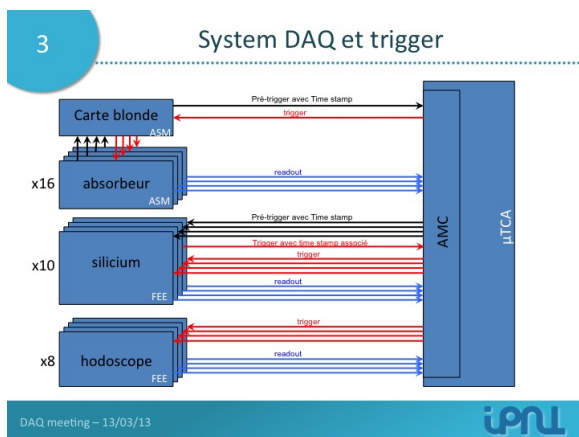 3
System DAQ et trigger
Carte blonde
ASM
Pré-trigger avec Time stamp
trigger
x16
absorbeur
ASM
readout
Pré-trigger avec Time stamp
Trigger avec time stamp associé
trigger
x10
silicium
FEE
readout
trigger
x8
hodoscope
FEE
readout
AMC
µTCA
DAQ meeting – 13/03/13
ipnl